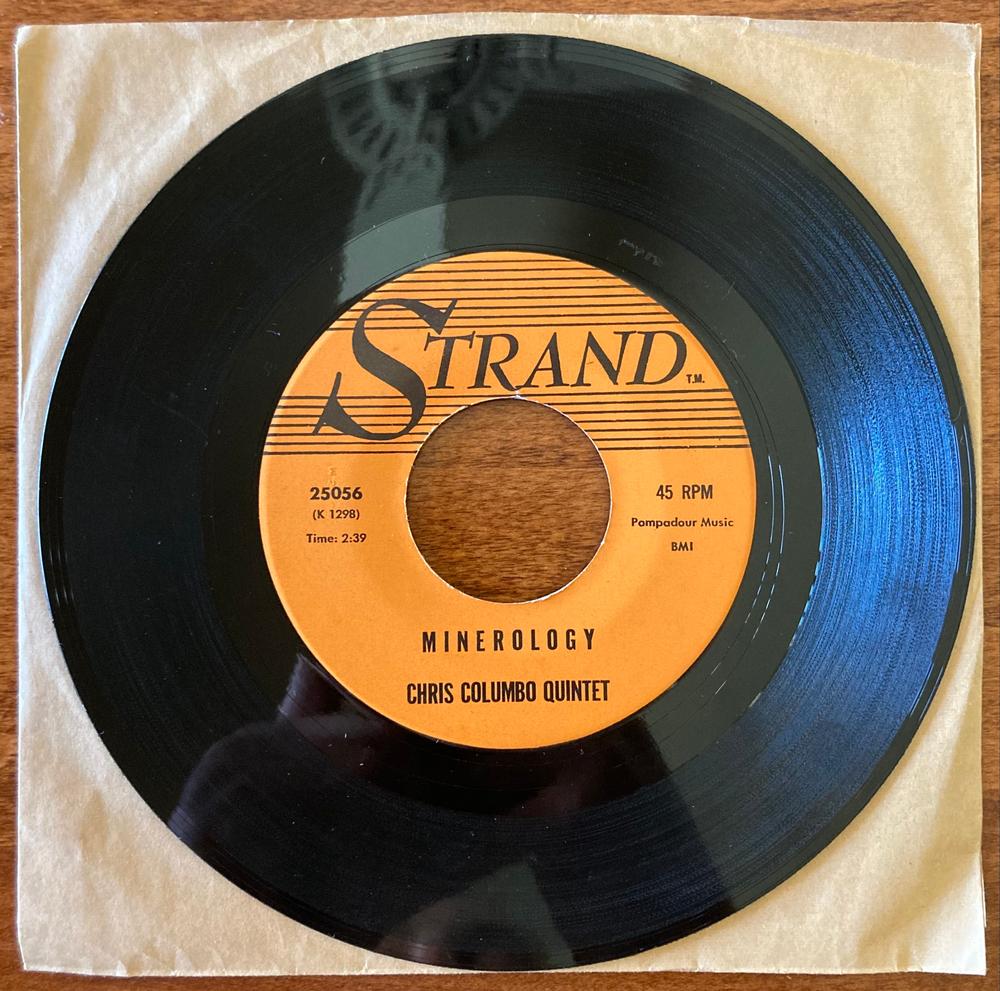 STRAND T.M.
25056
(K 1298)
Time: 2:39
45 RPM
Pompadour Music
BMI
MINEROLOGY
CHRIS COLUMBO QUINTET